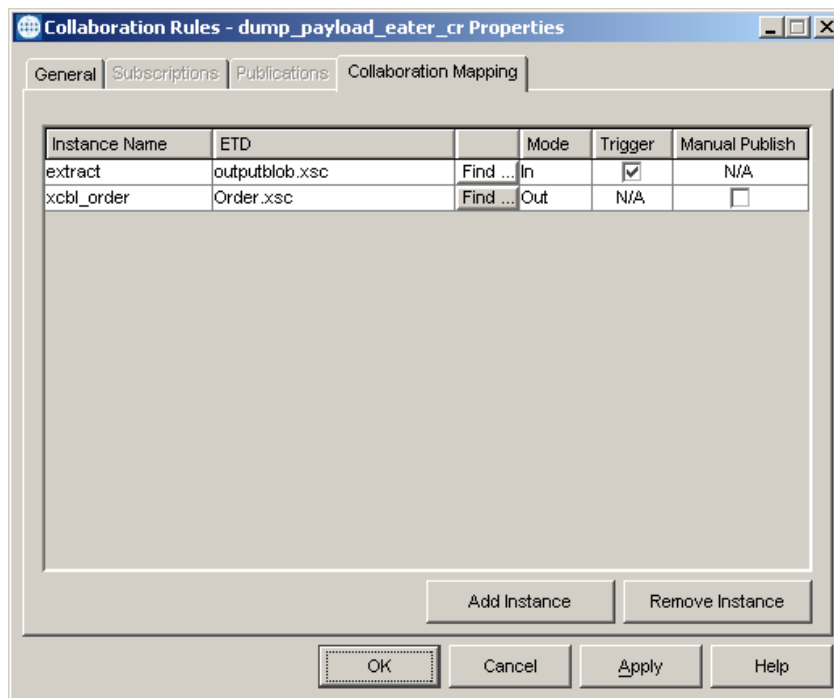 Collaboration Rules - dump_payload_eater_cr Properties
General Subscriptions Publications Collaboration Mapping
Instance Name ETD Mode Trigger Manual Publish
extract outputblob.xsc Find ... In N/A
xcbl_order Order.xsc Find ... Out N/A
Add Instance Remove Instance
OK Cancel Apply Help